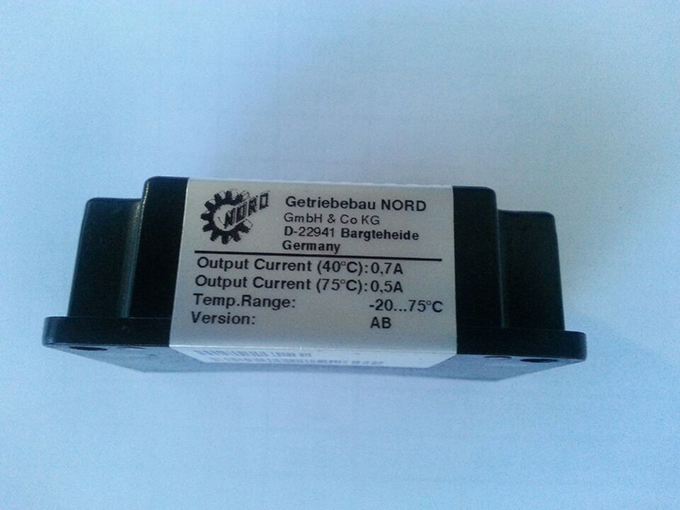 NORD
Getriebebau NORD
GmbH & Co KG
D-22941 Bargteheide
Germany
Output Current (40°C): 0,7A
Output Current (75°C): 0,5A
Temp.Range: -20...75°C
Version: AB